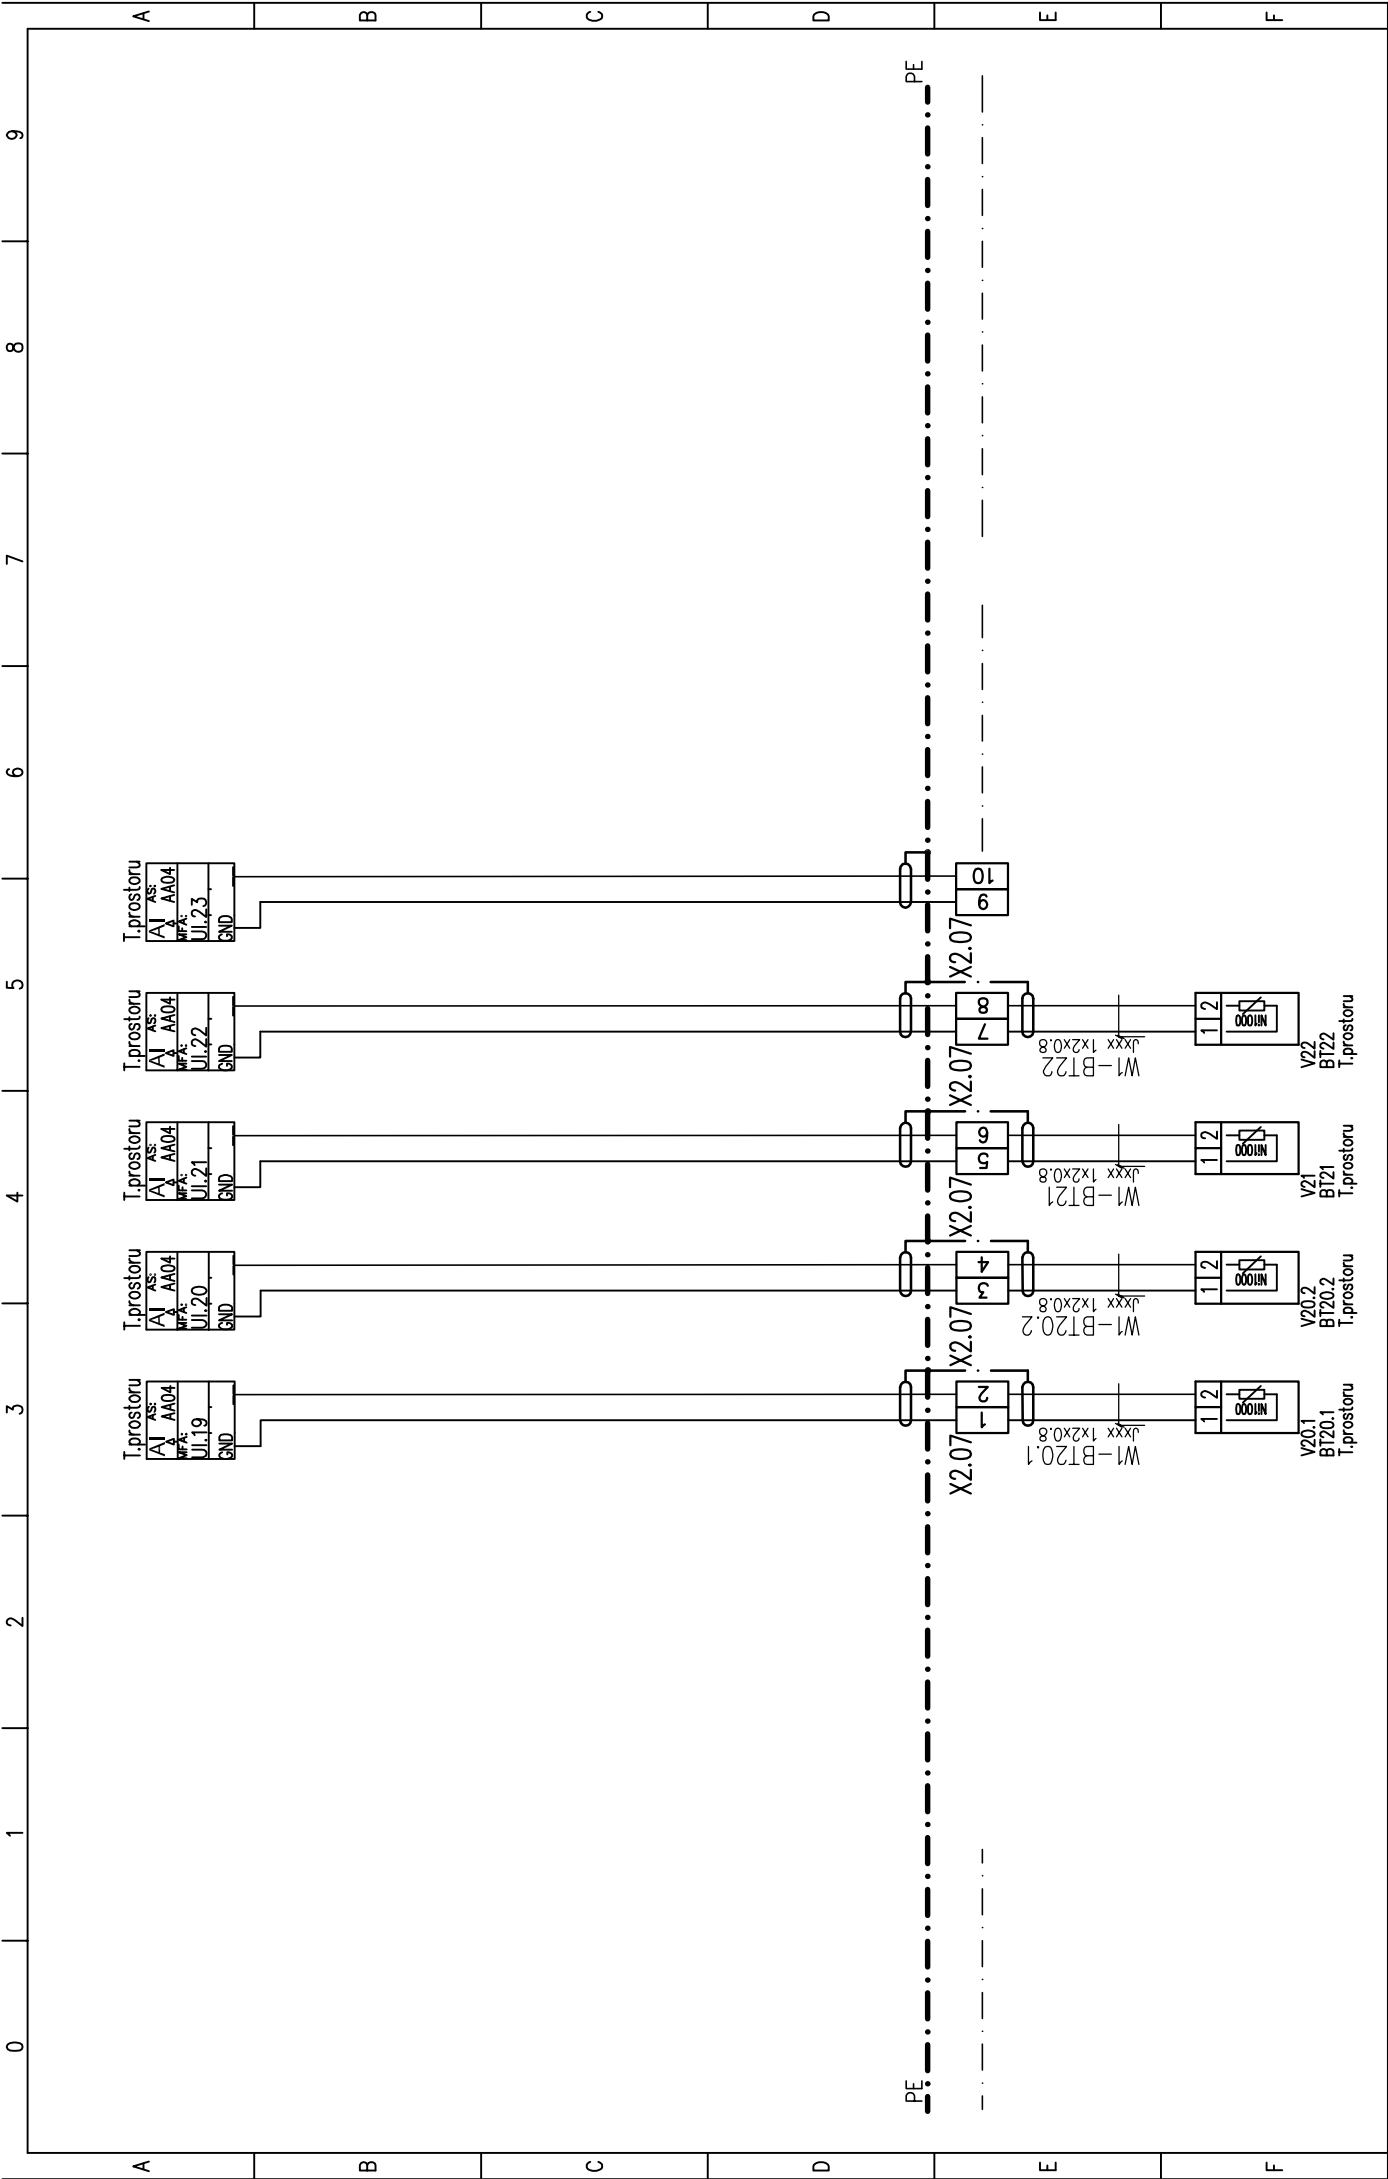 0 1 2 3 4 5 6 7 8 9
A A
B B
C C
D D
E E
F F
T.prostoru
AI AS: AA04
MFA:
UI.19
GND
T.prostoru
AI AS: AA04
MFA:
UI.20
GND
T.prostoru
AI AS: AA04
MFA:
UI.21
GND
T.prostoru
AI AS: AA04
MFA:
UI.22
GND
T.prostoru
AI AS: AA04
MFA:
UI.23
GND
PE PE
X2.07 1 2
X2.07 3 4
X2.07 5 6
X2.07 7 8
X2.07 9 10
W1-BT20.1
Jxxx 1x2x0.8
W1-BT20.2
Jxxx 1x2x0.8
W1-BT21
Jxxx 1x2x0.8
W1-BT22
Jxxx 1x2x0.8
1 2
Ni1000
V20.1
BT20.1
T.prostoru
1 2
Ni1000
V20.2
BT20.2
T.prostoru
1 2
Ni1000
V21
BT21
T.prostoru
1 2
Ni1000
V22
BT22
T.prostoru